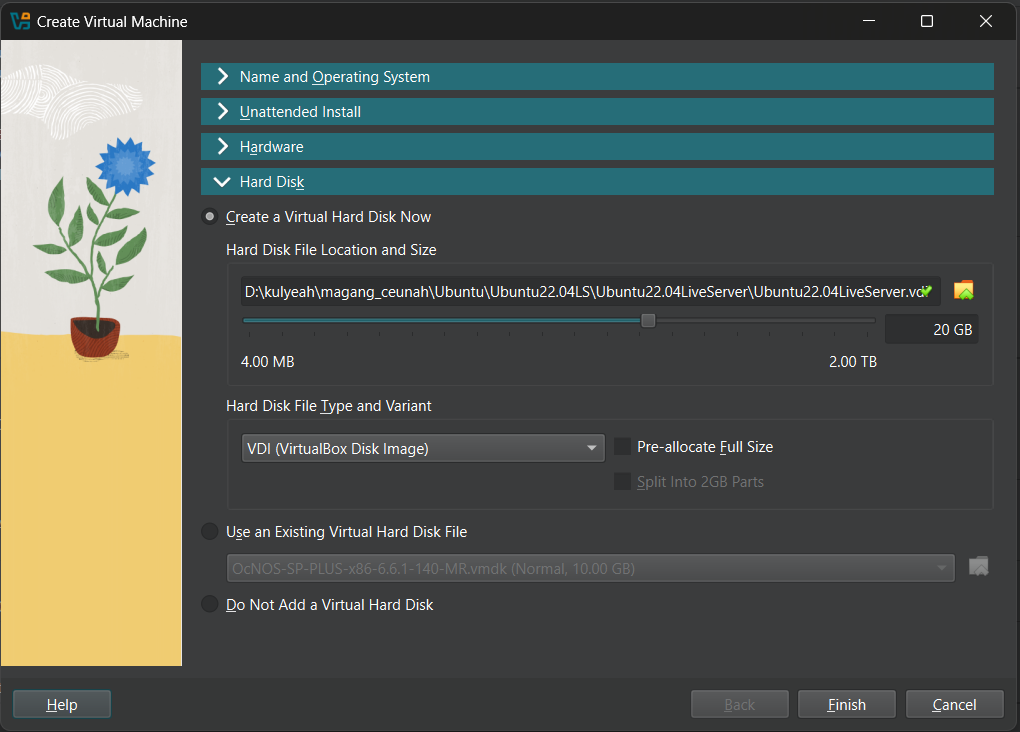 Create Virtual Machine
Name and Operating System
Unattended Install
Hardware
Hard Disk
Create a Virtual Hard Disk Now
Hard Disk File Location and Size
D:\kulyeah\magang_ceunah\Ubuntu\Ubuntu22.04LS\Ubuntu22.04LiveServer\Ubuntu22.04LiveServer.vdi
20 GB
4.00 MB 2.00 TB
Hard Disk File Type and Variant
VDI (VirtualBox Disk Image) Pre-allocate Full Size
Split Into 2GB Parts
Use an Existing Virtual Hard Disk File
OcNOS-SP-PLUS-x86-6.6.1-140-MR.vmdk (Normal, 10.00 GB)
Do Not Add a Virtual Hard Disk
Help Back Finish Cancel